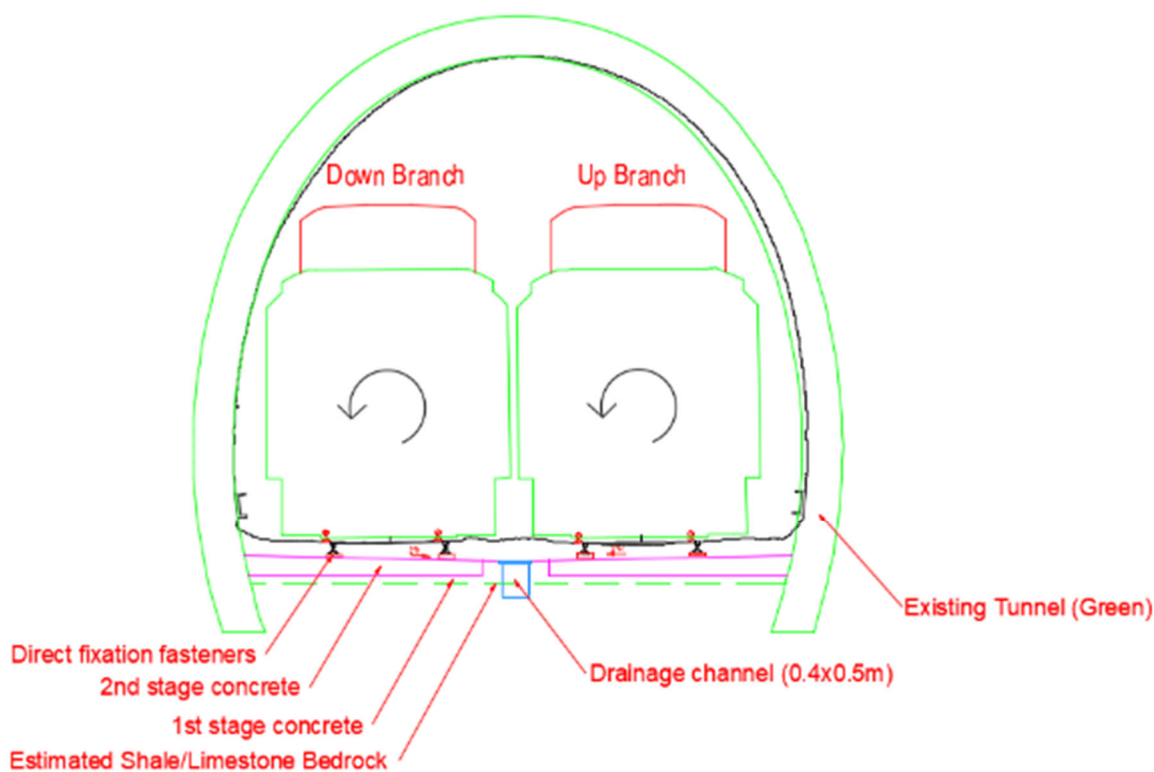 Down Branch
Up Branch
Existing Tunnel (Green)
Direct fixation fasteners
Drainage channel (0.4x0.5m)
2nd stage concrete
1st stage concrete
Estimated Shale/Limestone Bedrock